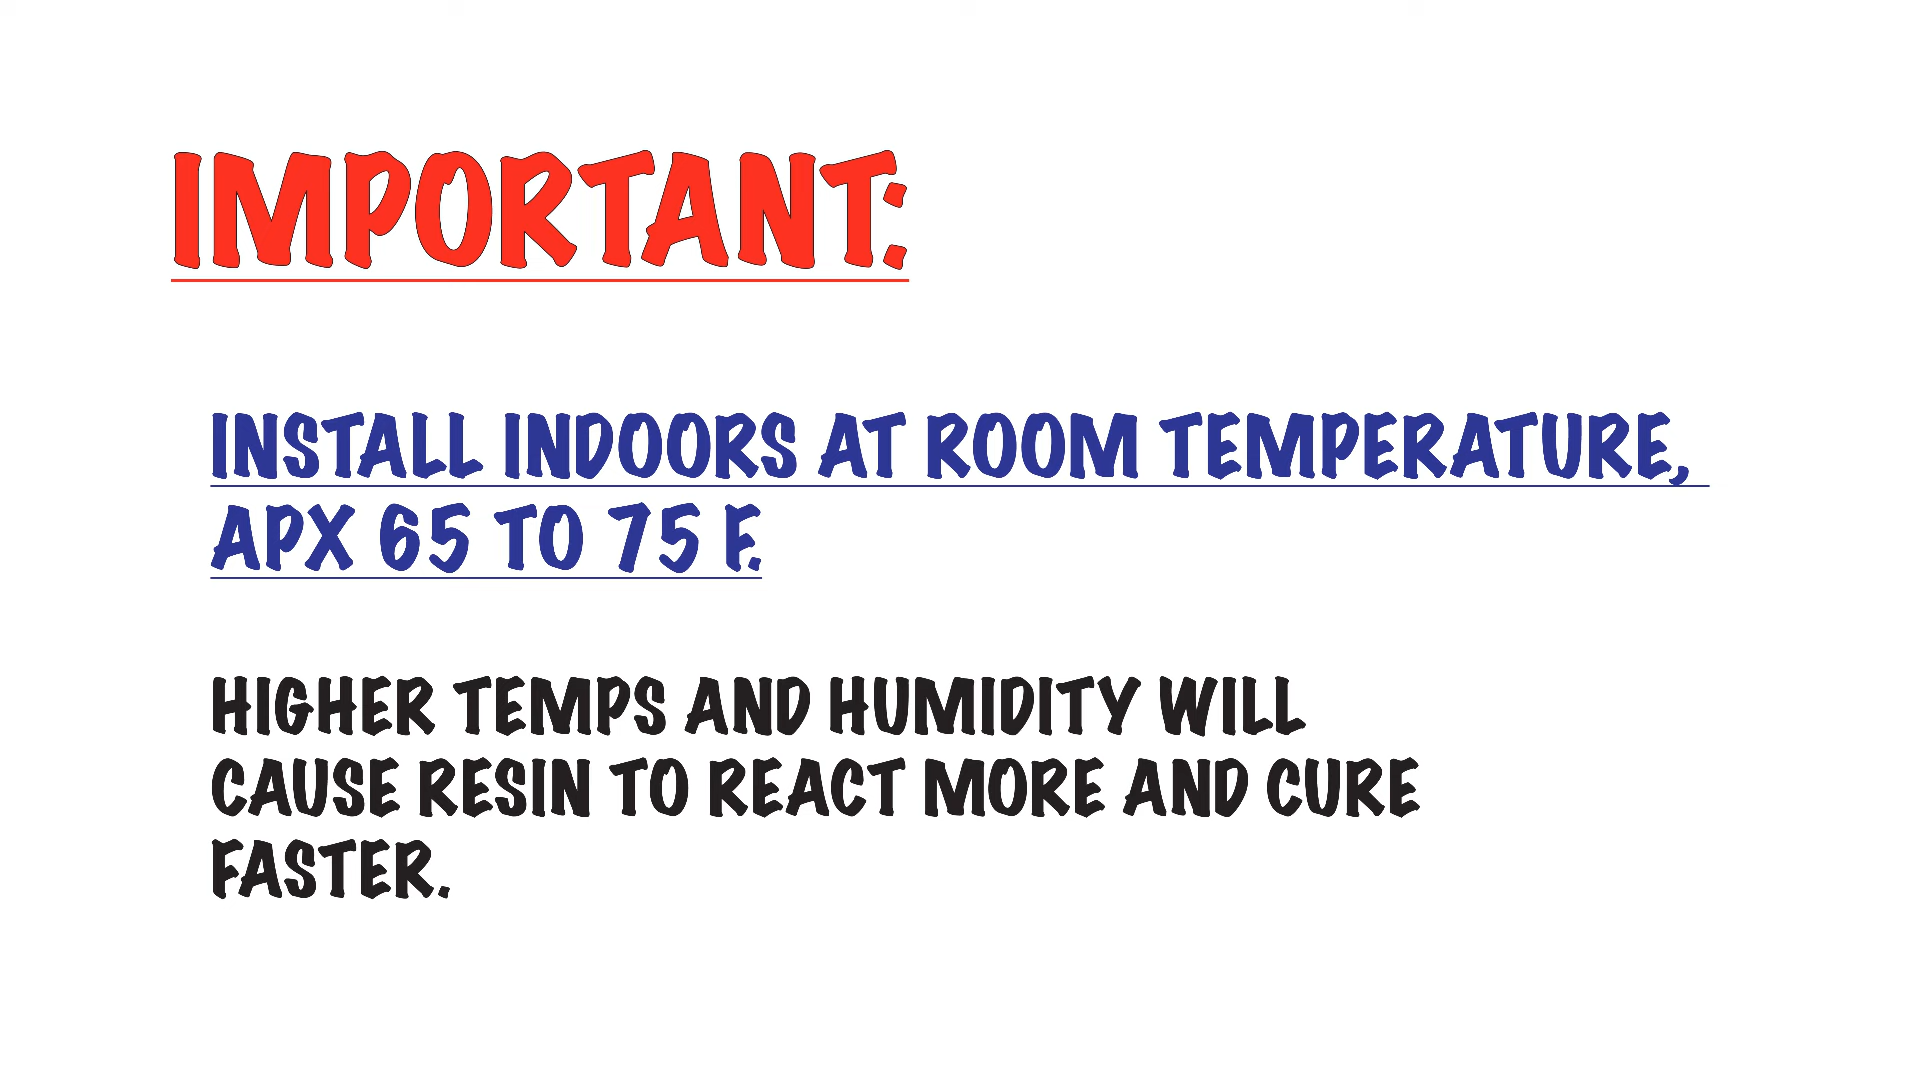 IMPORTANT:
INSTALL INDOORS AT ROOM TEMPERATURE,
APX 65 TO 75 F.
HIGHER TEMPS AND HUMIDITY WILL
CAUSE RESIN TO REACT MORE AND CURE
FASTER.